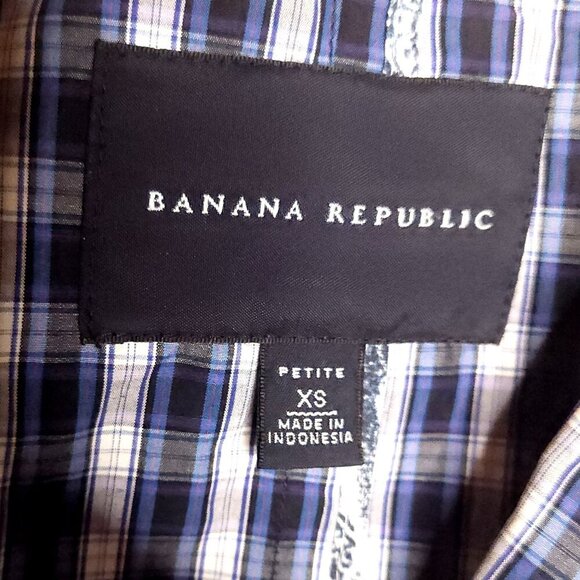 BANANA REPUBLIC
PETITE
XS
MADE IN
INDONESIA